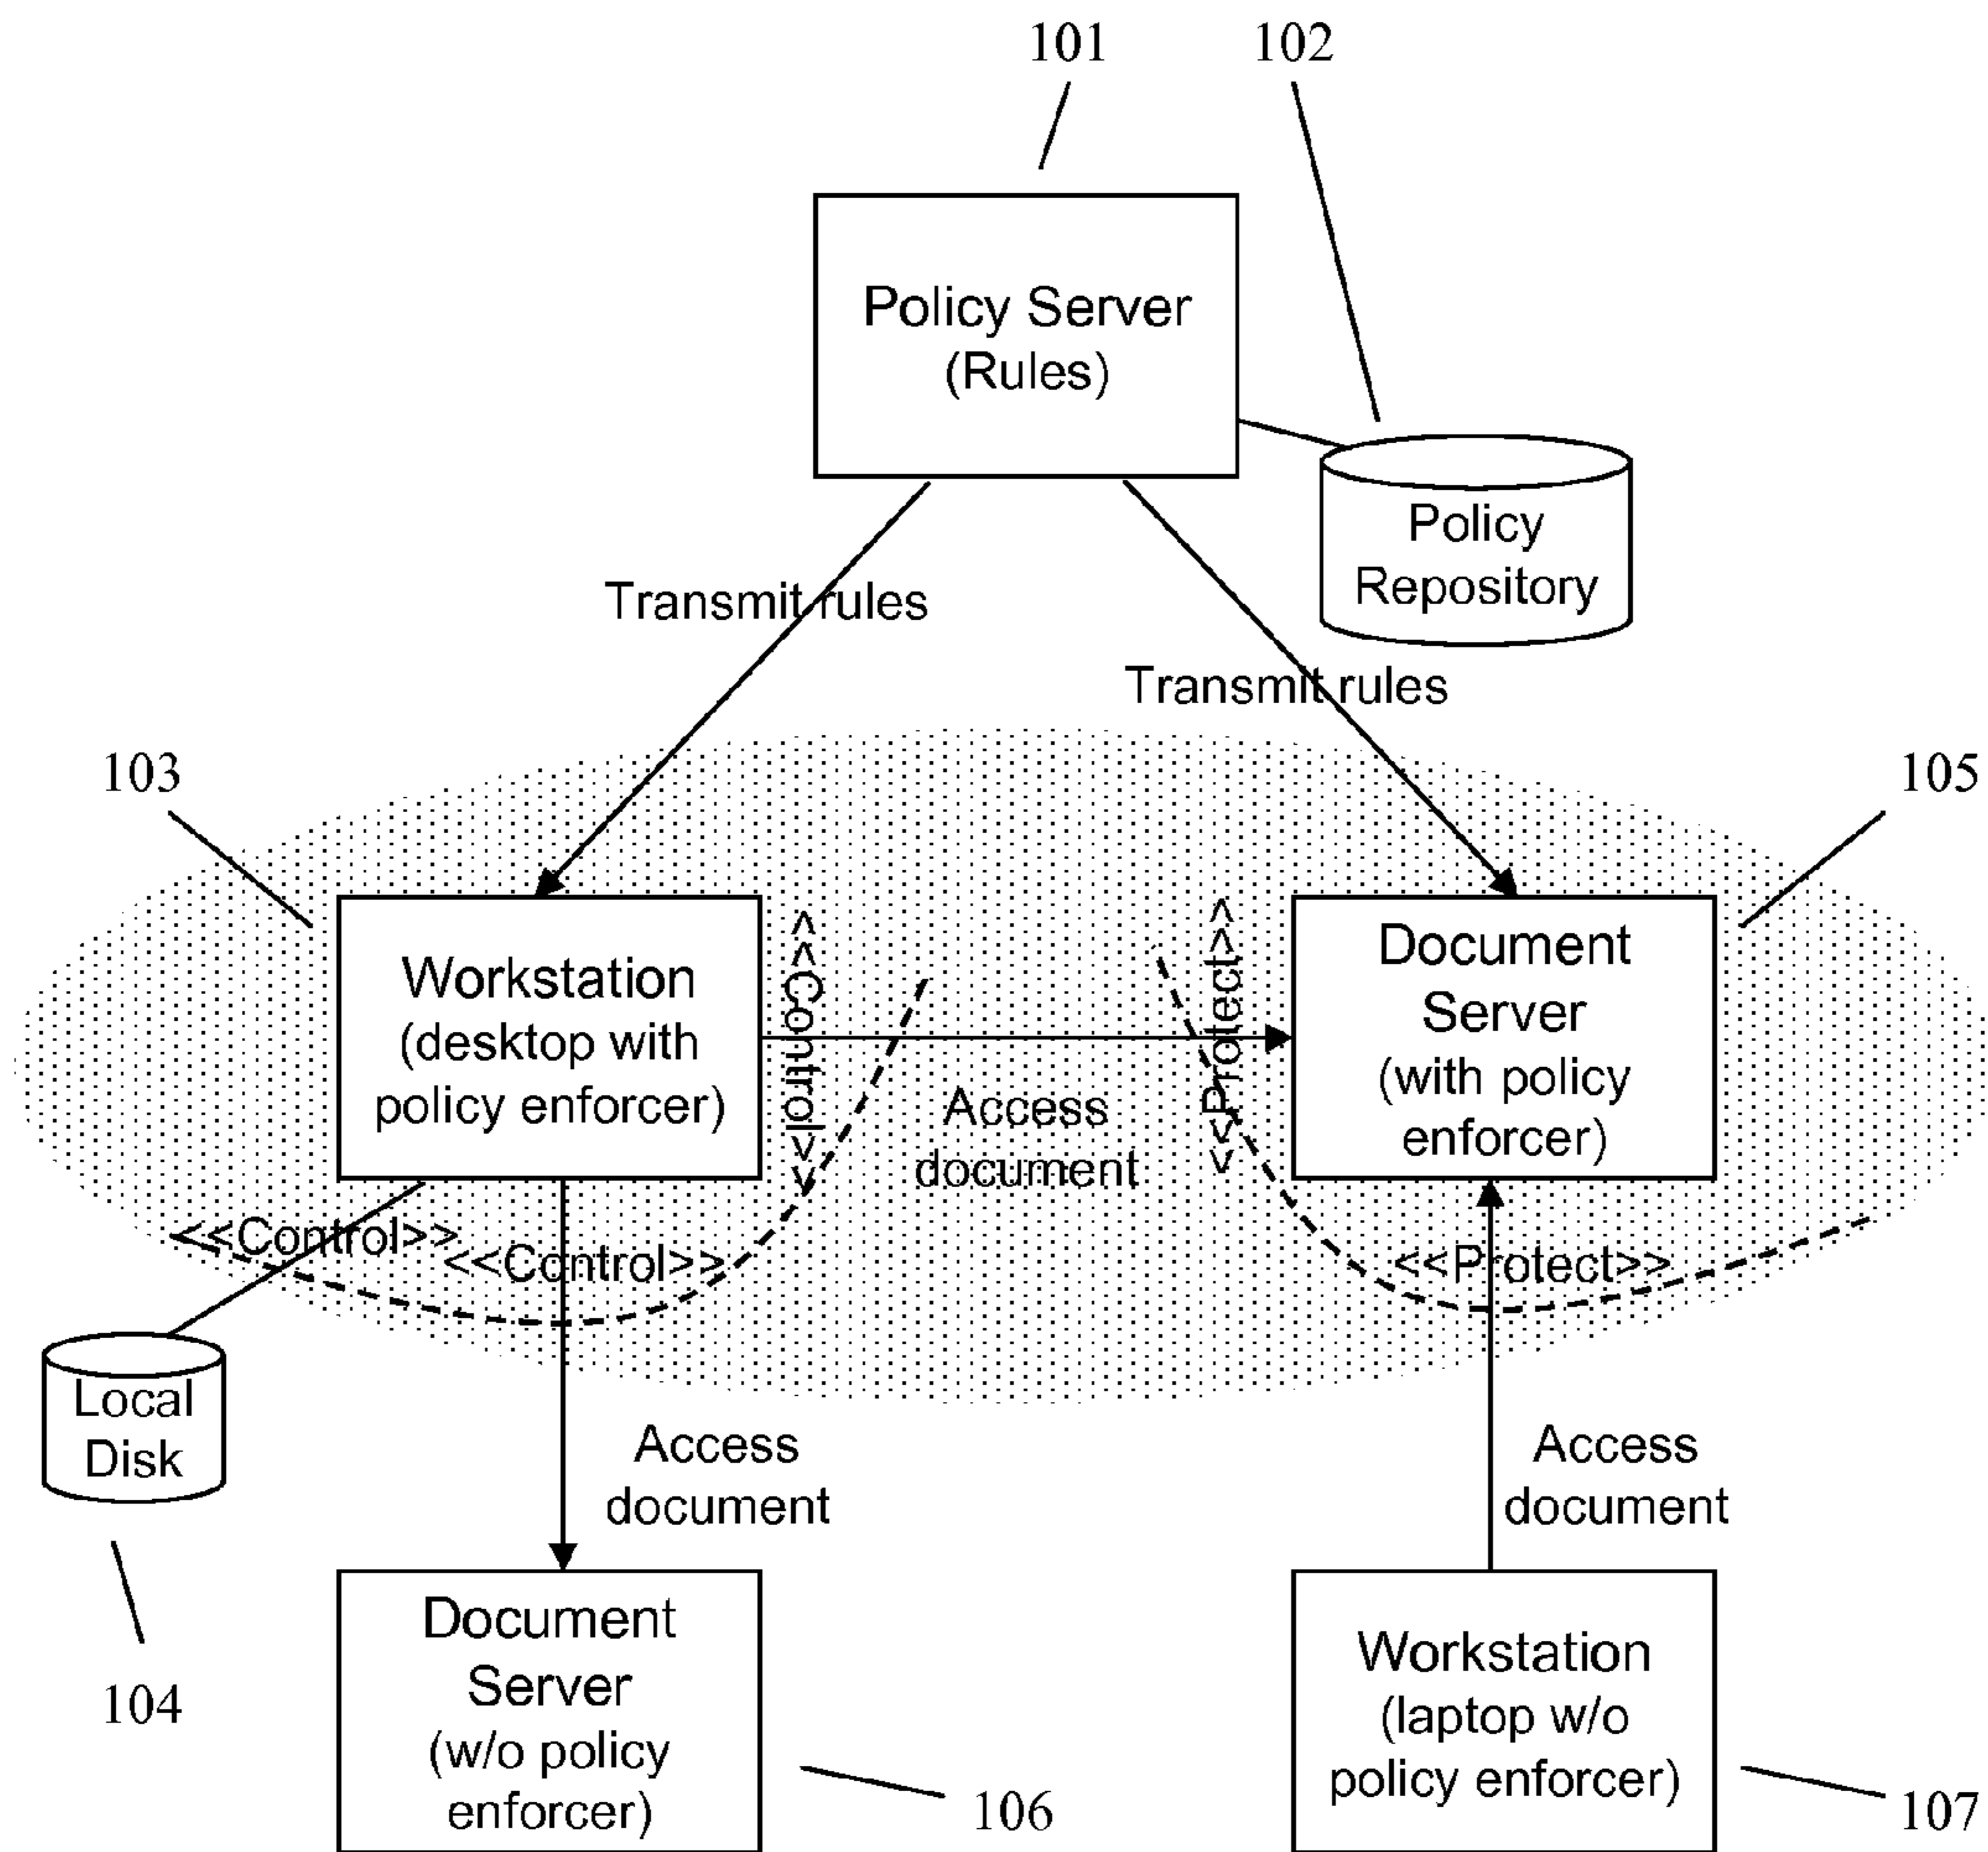 101
102
Policy Server
(Rules)
Policy
Repository
Transmit rules
Transmit rules
103
105
Workstation
(desktop with
policy enforcer)
<<Control>>
Access
document
<<Protect>>
Document
Server
(with policy
enforcer)
<<Control>>
<<Control>>
<<Protect>>
Local
Disk
104
Access
document
Access
document
Document
Server
(w/o policy
enforcer)
106
Workstation
(laptop w/o
policy enforcer)
107